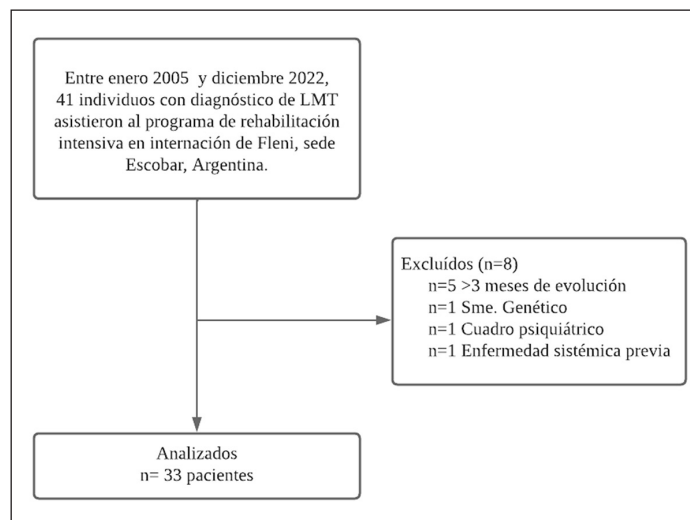 Entre enero 2005 y diciembre 2022,
41 individuos con diagnóstico de LMT
asistieron al programa de rehabilitación
intensiva en internación de Fleni, sede
Escobar, Argentina.
Excluídos (n=8)
n=5 >3 meses de evolución
n=1 Sme. Genético
n=1 Cuadro psiquiátrico
n=1 Enfermedad sistémica previa
Analizados
n= 33 pacientes